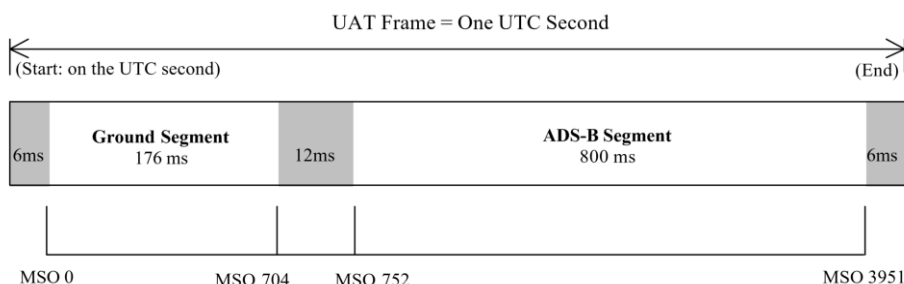 UAT Frame = One UTC Second
(Start: on the UTC second)
(End)
6ms
Ground Segment
176 ms
12ms
ADS-B Segment
800 ms
6ms
MSO 0
MSO 704
MSO 752
MSO 3951